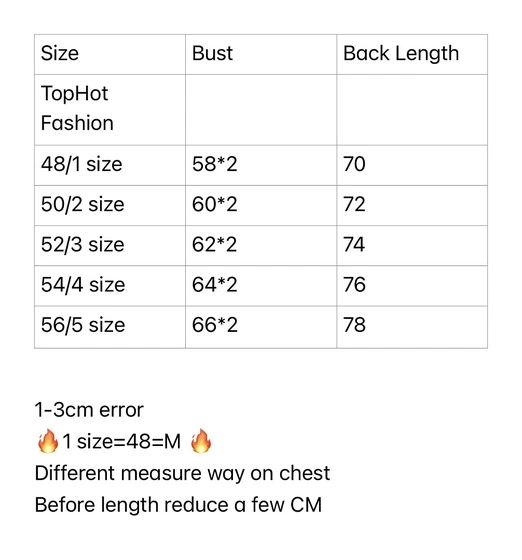 Size Bust Back Length
TopHot
Fashion
48/1 size 58*2 70
50/2 size 60*2 72
52/3 size 62*2 74
54/4 size 64*2 76
56/5 size 66*2 78
1-3cm error
🔥1 size=48=M 🔥
Different measure way on chest
Before length reduce a few CM